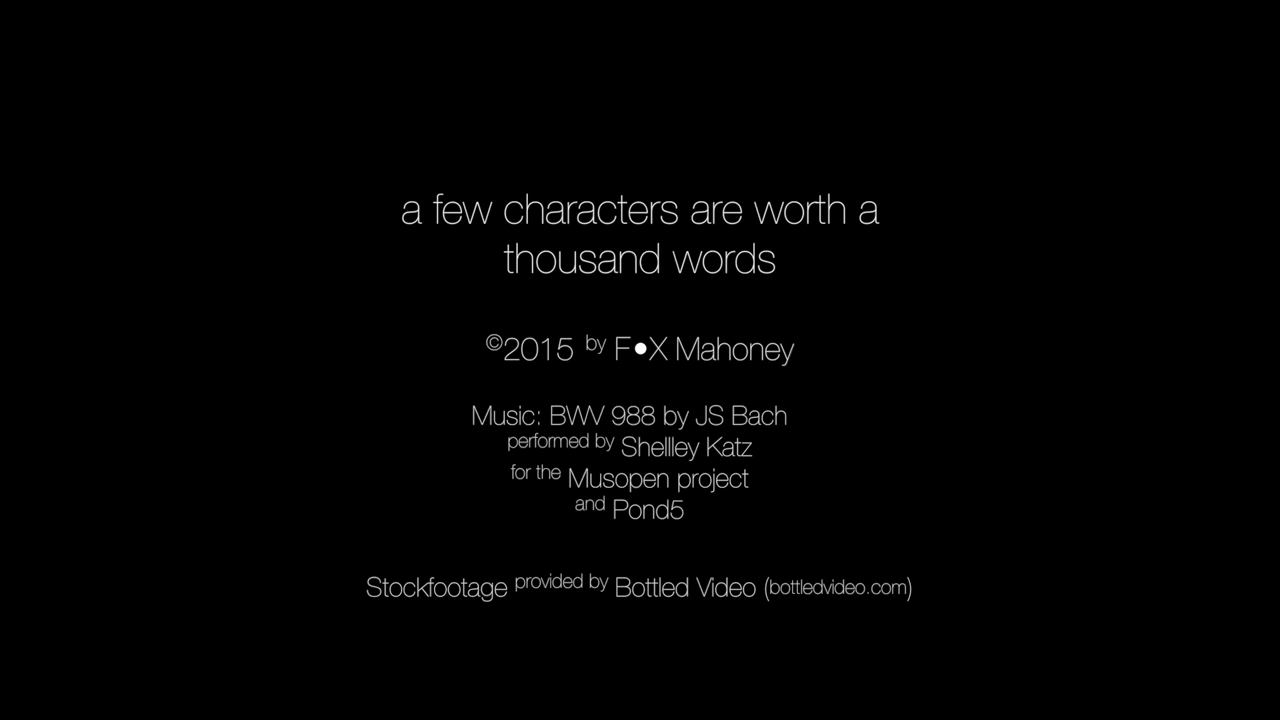 a few characters are worth a
thousand words
©2015 by F•X Mahoney
Music: BWV 988 by JS Bach
performed by Shellley Katz
for the Musopen project
and Pond5
Stockfootage provided by Bottled Video (bottledvideo.com)